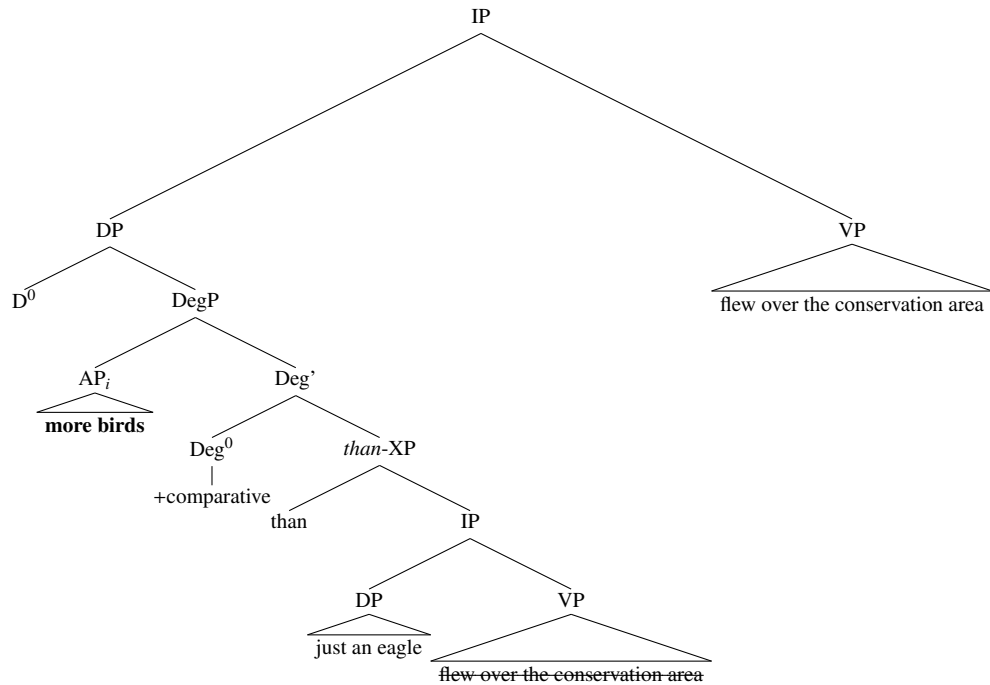 IP
DP VP
D⁰ DegP flew over the conservation area
APᵢ Deg’
more birds
Deg⁰ than-XP
+comparative
than IP
DP VP
just an eagle
flew over the conservation area